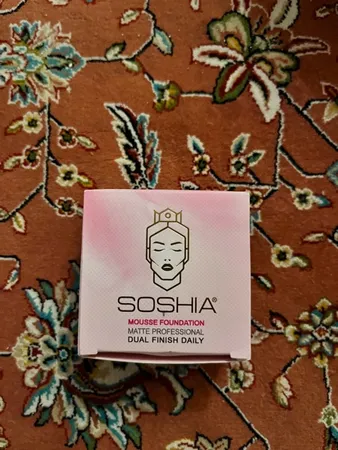 SOSHIA®
MOUSSE FOUNDATION
MATTE PROFESSIONAL
DUAL FINISH DAILY